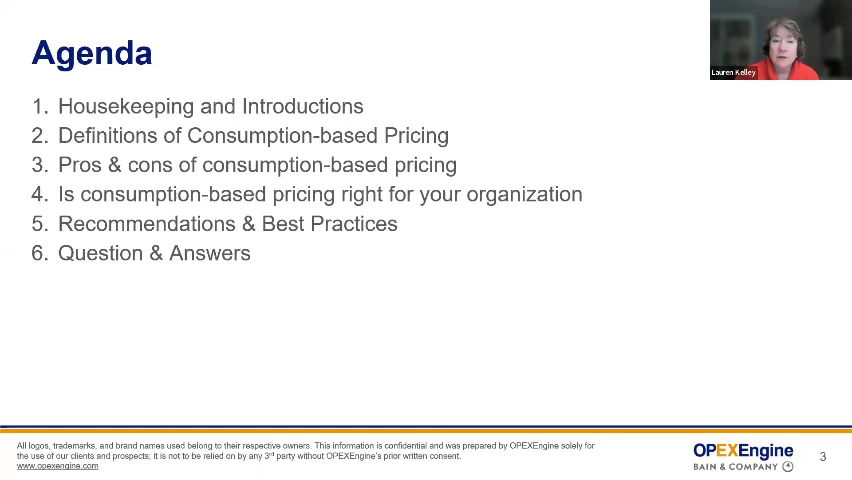 Agenda
Lauren Kelley
1. Housekeeping and Introductions
2. Definitions of Consumption-based Pricing
3. Pros & cons of consumption-based pricing
4. Is consumption-based pricing right for your organization
5. Recommendations & Best Practices
6. Question & Answers
All logos, trademarks, and brand names used belong to their respective owners. This information is confidential and was prepared by OPEXEngine solely for
the use of our clients and prospects; it is not to be relied on by any 3rd party without OPEXEngine's prior written consent.
www.opexengine.com
OPEXEngine
BAIN & COMPANY
3